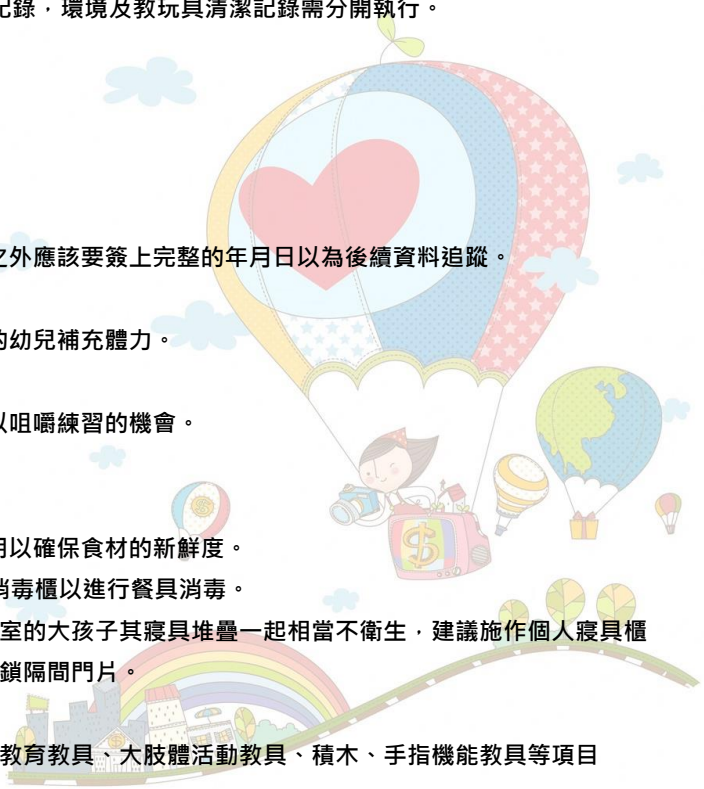 記錄，環境及教玩具清潔記錄需分開執行。
之外應該要簽上完整的年月日以為後續資料追蹤。
的幼兒補充體力。
以咀嚼練習的機會。
用以確保食材的新鮮度。
消毒櫃以進行餐具消毒。
室的大孩子其寢具堆疊一起相當不衛生，建議施作個人寢具櫃
鎖隔間門片。
教育教具、大肢體活動教具、積木、手指機能教具等項目